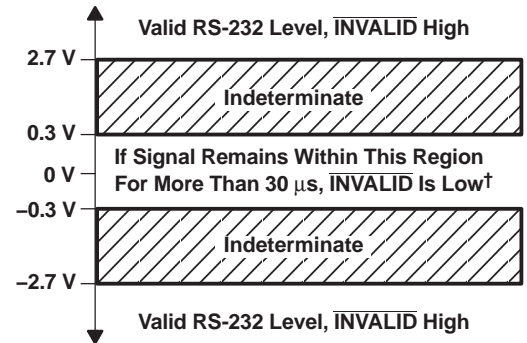 Valid RS-232 Level, INVALID High
2.7 V
Indeterminate
0.3 V
If Signal Remains Within This Region
0 V
For More Than 30 μs, INVALID Is Low†
–0.3 V
Indeterminate
–2.7 V
Valid RS-232 Level, INVALID High